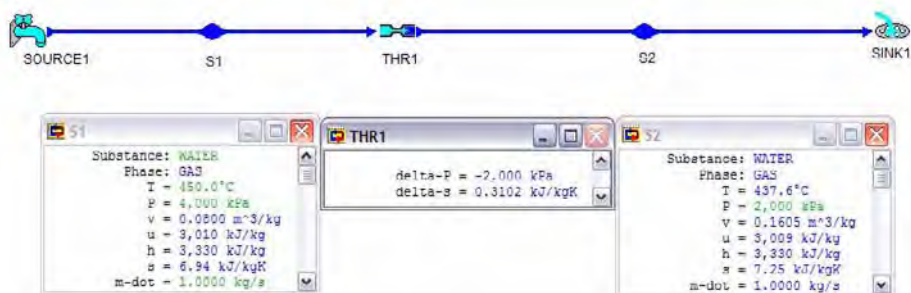 SOURCE1
S1
THR1
S2
SINK1
S1
Substance: WATER
Phase: GAS
T = 450.0°C
P = 4,000 kPa
v = 0.0800 m^3/kg
u = 3,010 kJ/kg
h = 3,330 kJ/kg
s = 6.94 kJ/kgK
m-dot = 1.0000 kg/s
THR1
delta-P = -2.000 kPa
delta-s = 0.3102 kJ/kgK
S2
Substance: WATER
Phase: GAS
T = 437.6°C
P = 2,000 kPa
v = 0.1605 m^3/kg
u = 3,009 kJ/kg
h = 3,330 kJ/kg
s = 7.25 kJ/kgK
m-dot = 1.0000 kg/s